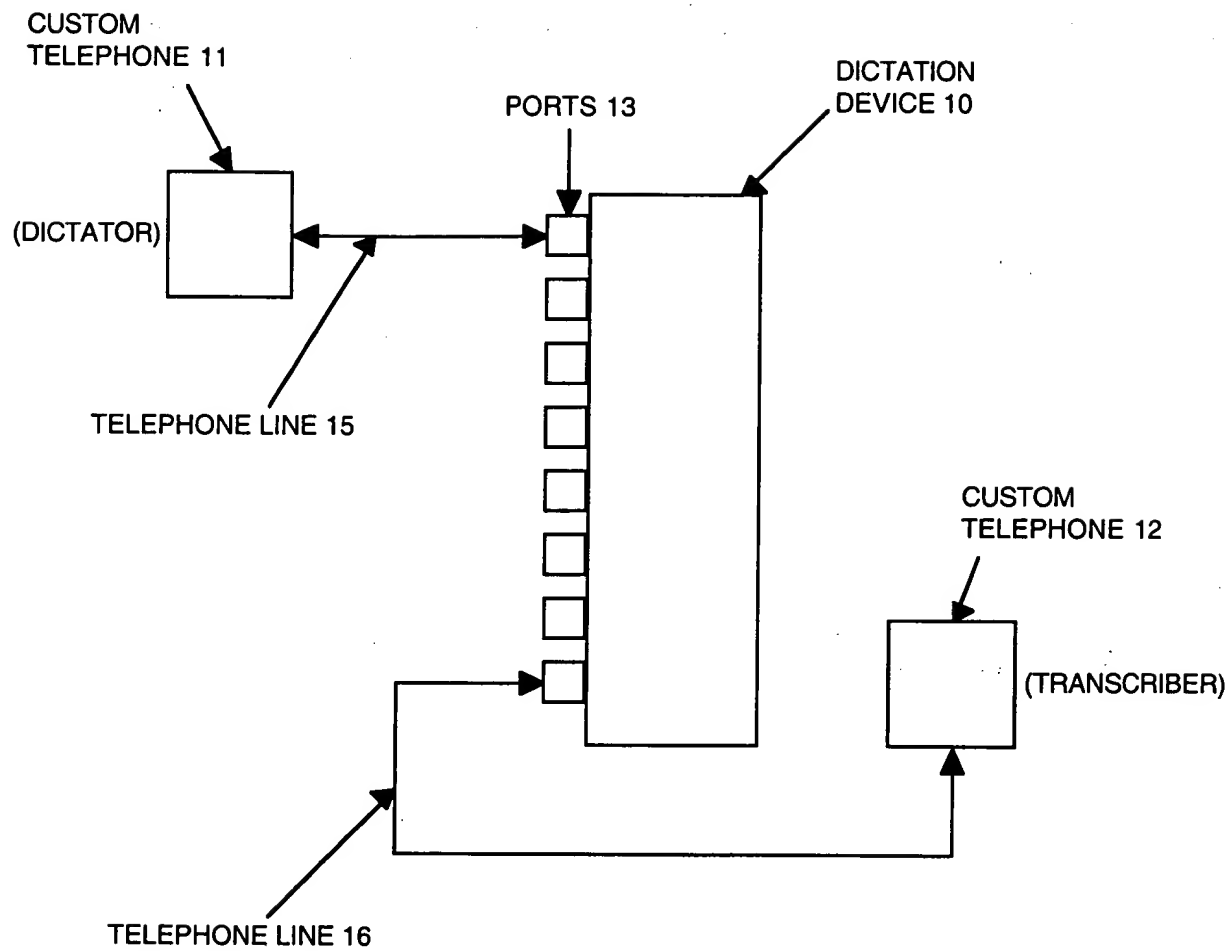 CUSTOM
TELEPHONE 11
DICTATION
DEVICE 10
PORTS 13
(DICTATOR)
TELEPHONE LINE 15
CUSTOM
TELEPHONE 12
(TRANSCRIBER)
TELEPHONE LINE 16